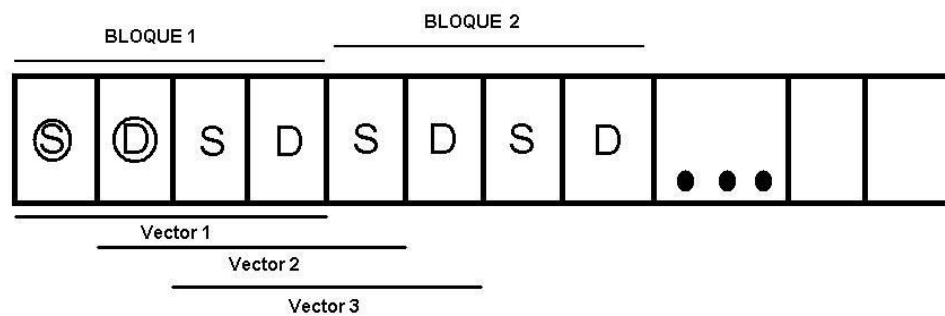 BLOQUE 1 BLOQUE 2
S D S D S D S D
Vector 1
Vector 2
Vector 3